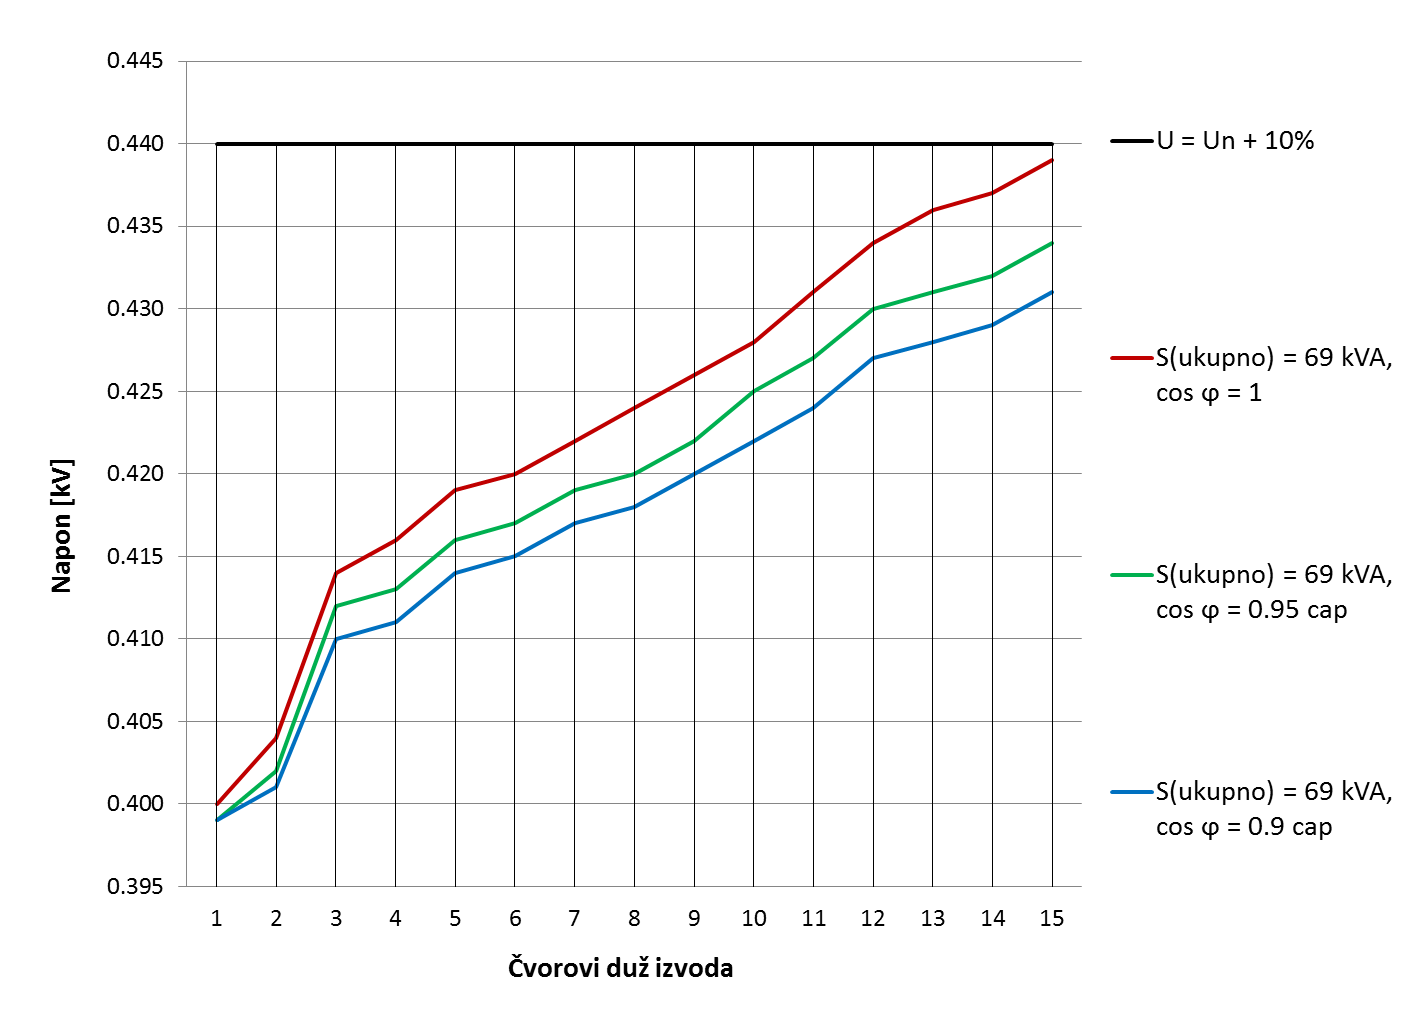 0.445
0.440
0.435
0.430
0.425
0.420
0.415
0.410
0.405
0.400
0.395
Napon [kV]
1 2 3 4 5 6 7 8 9 10 11 12 13 14 15
Čvorovi duž izvoda
U = Un + 10%
S(ukupno) = 69 kVA,
cos φ = 1
S(ukupno) = 69 kVA,
cos φ = 0.95 cap
S(ukupno) = 69 kVA,
cos φ = 0.9 cap